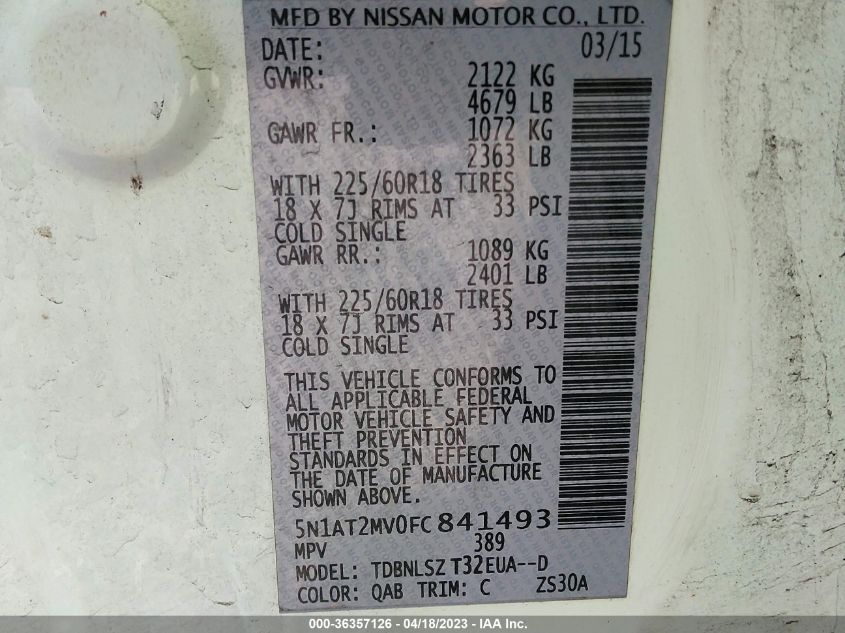 MFD BY NISSAN MOTOR CO., LTD.
DATE: 03/15
GVWR: 2122 KG
4679 LB
GAWR FR.: 1072 KG
2363 LB
WITH 225/60R18 TIRES
18 X 7J RIMS AT 33 PSI
COLD SINGLE
GAWR RR.: 1089 KG
2401 LB
WITH 225/60R18 TIRES
18 X 7J RIMS AT 33 PSI
COLD SINGLE
THIS VEHICLE CONFORMS TO
ALL APPLICABLE FEDERAL
MOTOR VEHICLE SAFETY AND
THEFT PREVENTION
STANDARDS IN EFFECT ON
THE DATE OF MANUFACTURE
SHOWN ABOVE.
5N1AT2MV0FC841493
MPV 389
MODEL: TDBNLSZ T32EUA--D
COLOR: QAB TRIM: C ZS30A
000-36357126 - 04/18/2023 - IAA Inc.